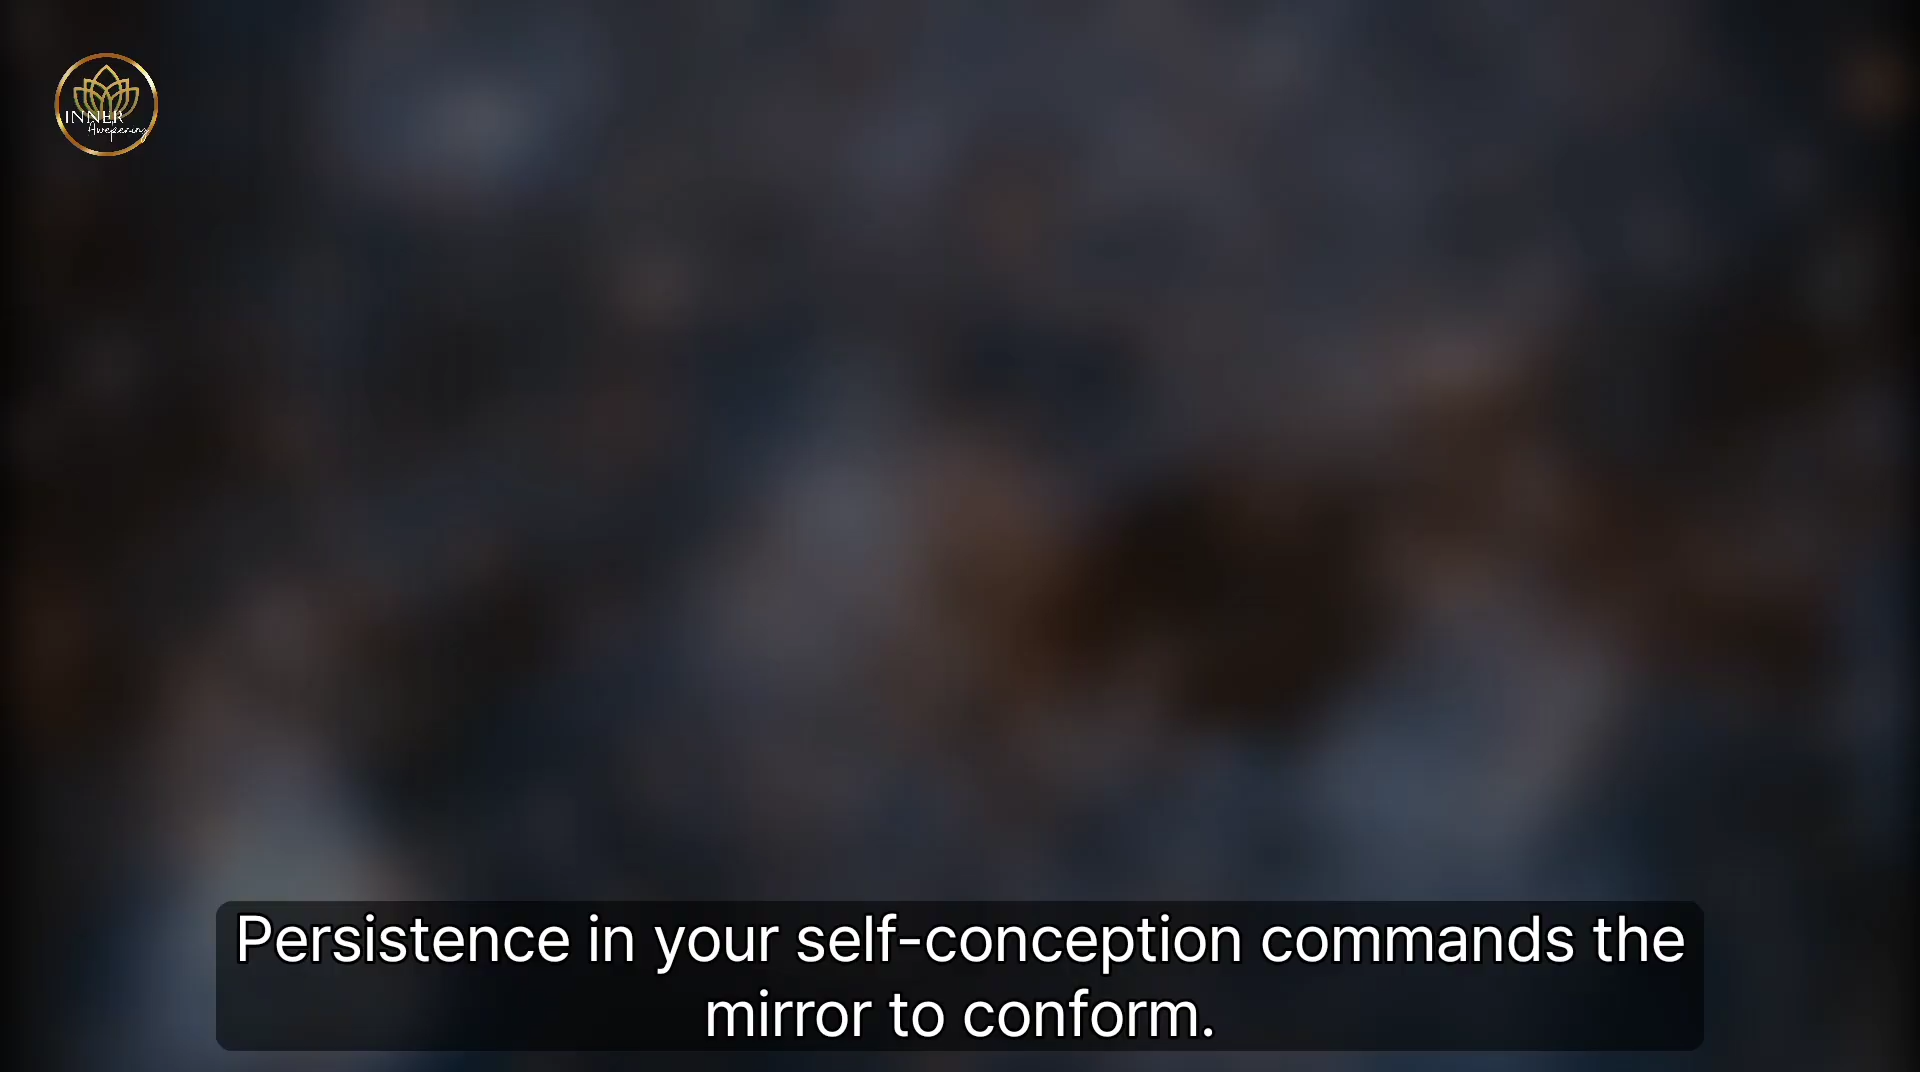 INNER
Persistence in your self-conception commands the
mirror to conform.